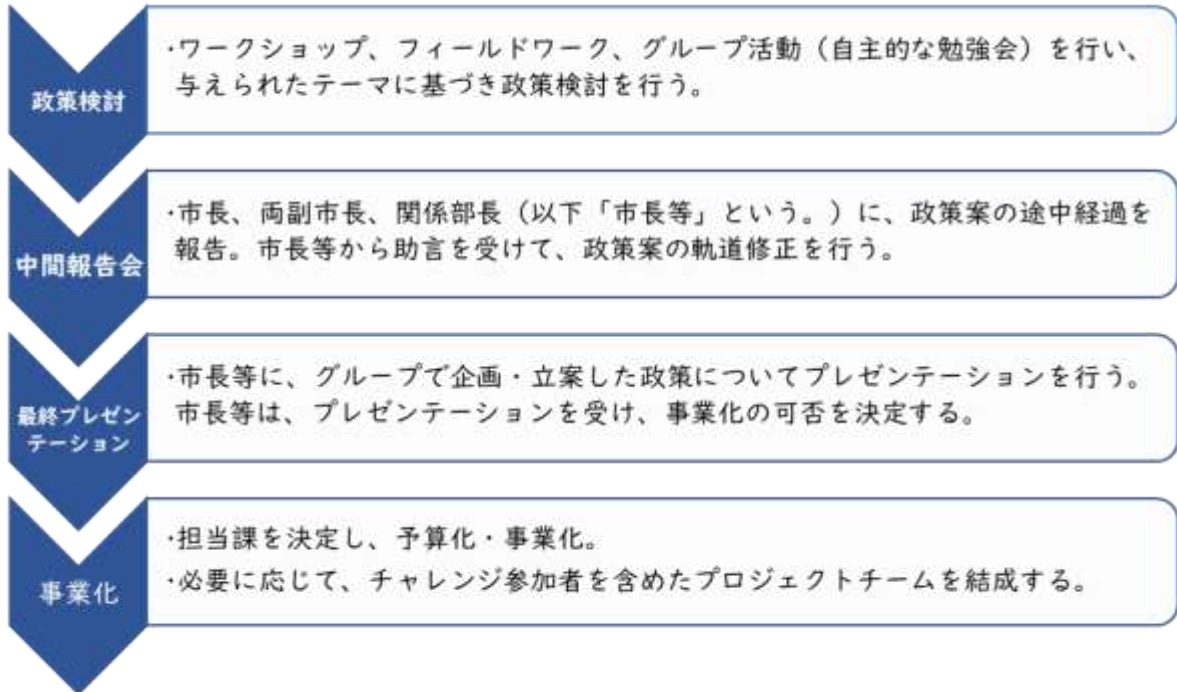 政策検討
・ワークショップ、フィールドワーク、グループ活動（自主的な勉強会）を行い、
与えられたテーマに基づき政策検討を行う。
中間報告会
・市長、両副市長、関係部長（以下「市長等」という。）に、政策案の途中経過を
報告。市長等から助言を受けて、政策案の軌道修正を行う。
最終プレゼン
テーション
・市長等に、グループで企画・立案した政策についてプレゼンテーションを行う。
市長等は、プレゼンテーションを受け、事業化の可否を決定する。
事業化
・担当課を決定し、予算化・事業化。
・必要に応じて、チャレンジ参加者を含めたプロジェクトチームを結成する。